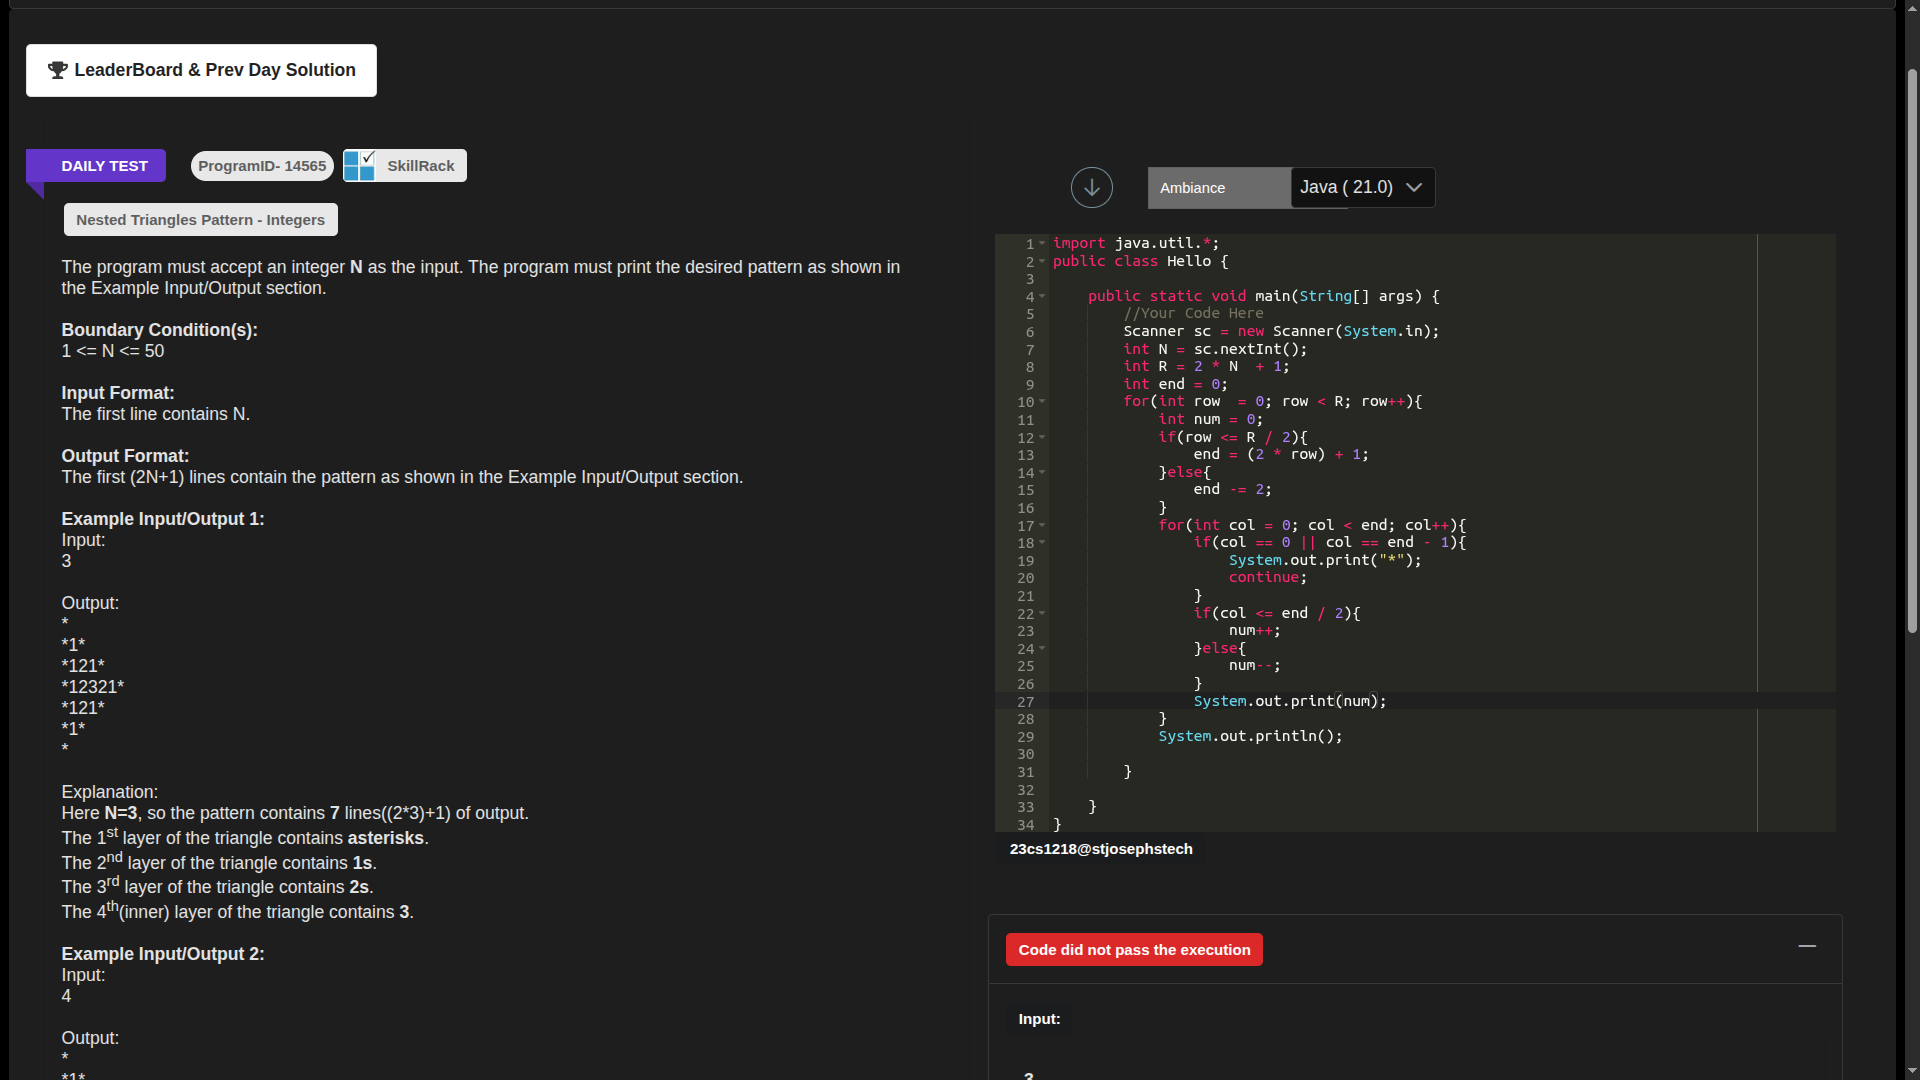 LeaderBoard & Prev Day Solution
DAILY TEST
ProgramID- 14565
SkillRack
Nested Triangles Pattern - Integers
The program must accept an integer N as the input. The program must print the desired pattern as shown in
the Example Input/Output section.
Boundary Condition(s):
1 <= N <= 50
Input Format:
The first line contains N.
Output Format:
The first (2N+1) lines contain the pattern as shown in the Example Input/Output section.
Example Input/Output 1:
Input:
3
Output:
*
*1*
*121*
*12321*
*121*
*1*
*
Explanation:
Here N=3, so the pattern contains 7 lines((2*3)+1) of output.
The 1st layer of the triangle contains asterisks.
The 2nd layer of the triangle contains 1s.
The 3rd layer of the triangle contains 2s.
The 4th(inner) layer of the triangle contains 3.
Example Input/Output 2:
Input:
4
Output:
*
*1*
Ambiance
Java ( 21.0)
1 import java.util.*;
2 public class Hello {
3
4     public static void main(String[] args) {
5         //Your Code Here
6         Scanner sc = new Scanner(System.in);
7         int N = sc.nextInt();
8         int R = 2 * N  + 1;
9         int end = 0;
10         for(int row  = 0; row < R; row++){
11             int num = 0;
12             if(row <= R / 2){
13                 end = (2 * row) + 1;
14             }else{
15                 end -= 2;
16             }
17             for(int col = 0; col < end; col++){
18                 if(col == 0 || col == end - 1){
19                     System.out.print("*");
20                     continue;
21                 }
22                 if(col <= end / 2){
23                     num++;
24                 }else{
25                     num--;
26                 }
27                 System.out.print(num);
28             }
29             System.out.println();
30
31         }
32
33     }
34 }
23cs1218@stjosephstech
Code did not pass the execution
Input:
3